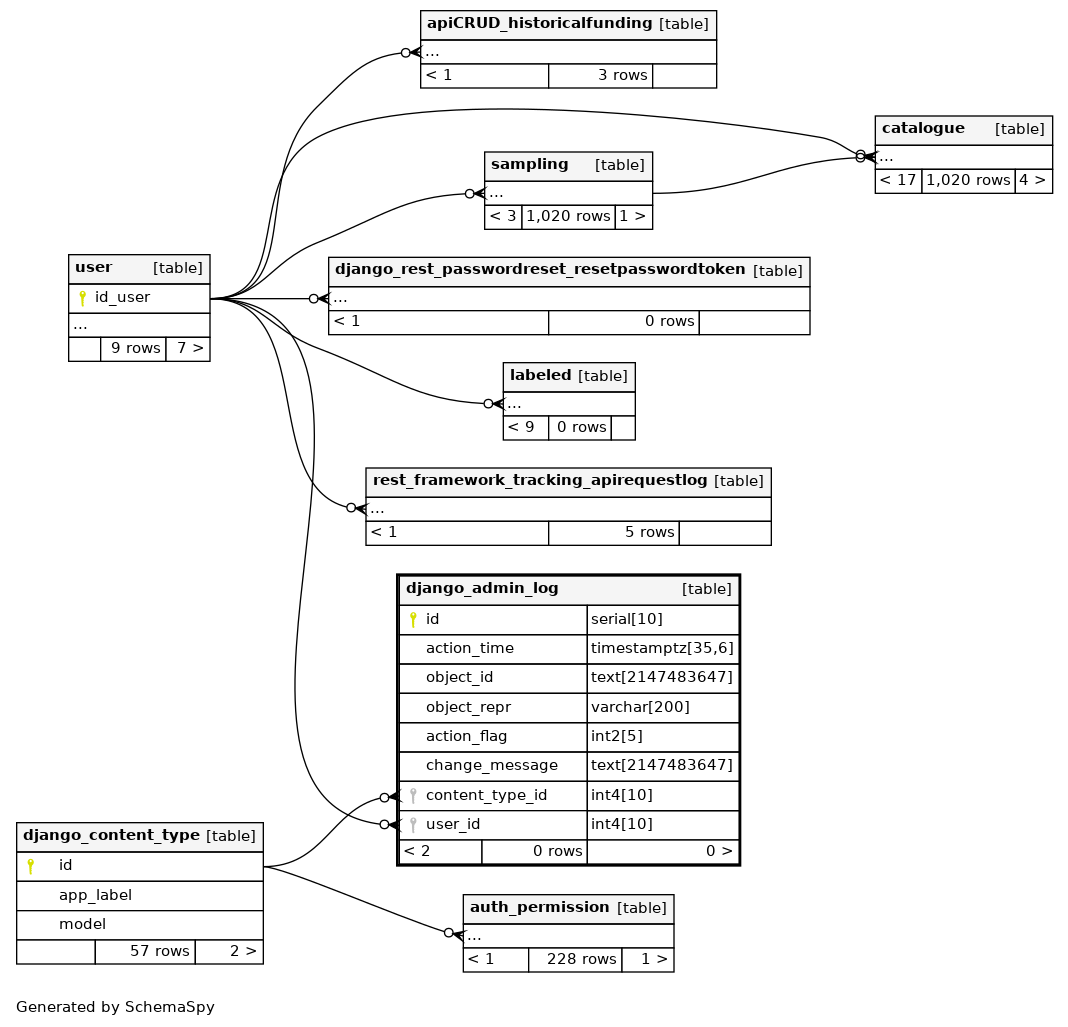 apiCRUD_historicalfunding [table]
...
< 1 3 rows
catalogue [table]
...
< 17 1,020 rows 4 >
sampling [table]
...
< 3 1,020 rows 1 >
user [table]
id_user
...
9 rows 7 >
django_rest_passwordreset_resetpasswordtoken [table]
...
< 1 0 rows
labeled [table]
...
< 9 0 rows
rest_framework_tracking_apirequestlog [table]
...
< 1 5 rows
django_admin_log [table]
id serial[10]
action_time timestamptz[35,6]
object_id text[2147483647]
object_repr varchar[200]
action_flag int2[5]
change_message text[2147483647]
content_type_id int4[10]
user_id int4[10]
< 2 0 rows 0 >
django_content_type [table]
id
app_label
model
57 rows 2 >
auth_permission [table]
...
< 1 228 rows 1 >
Generated by SchemaSpy